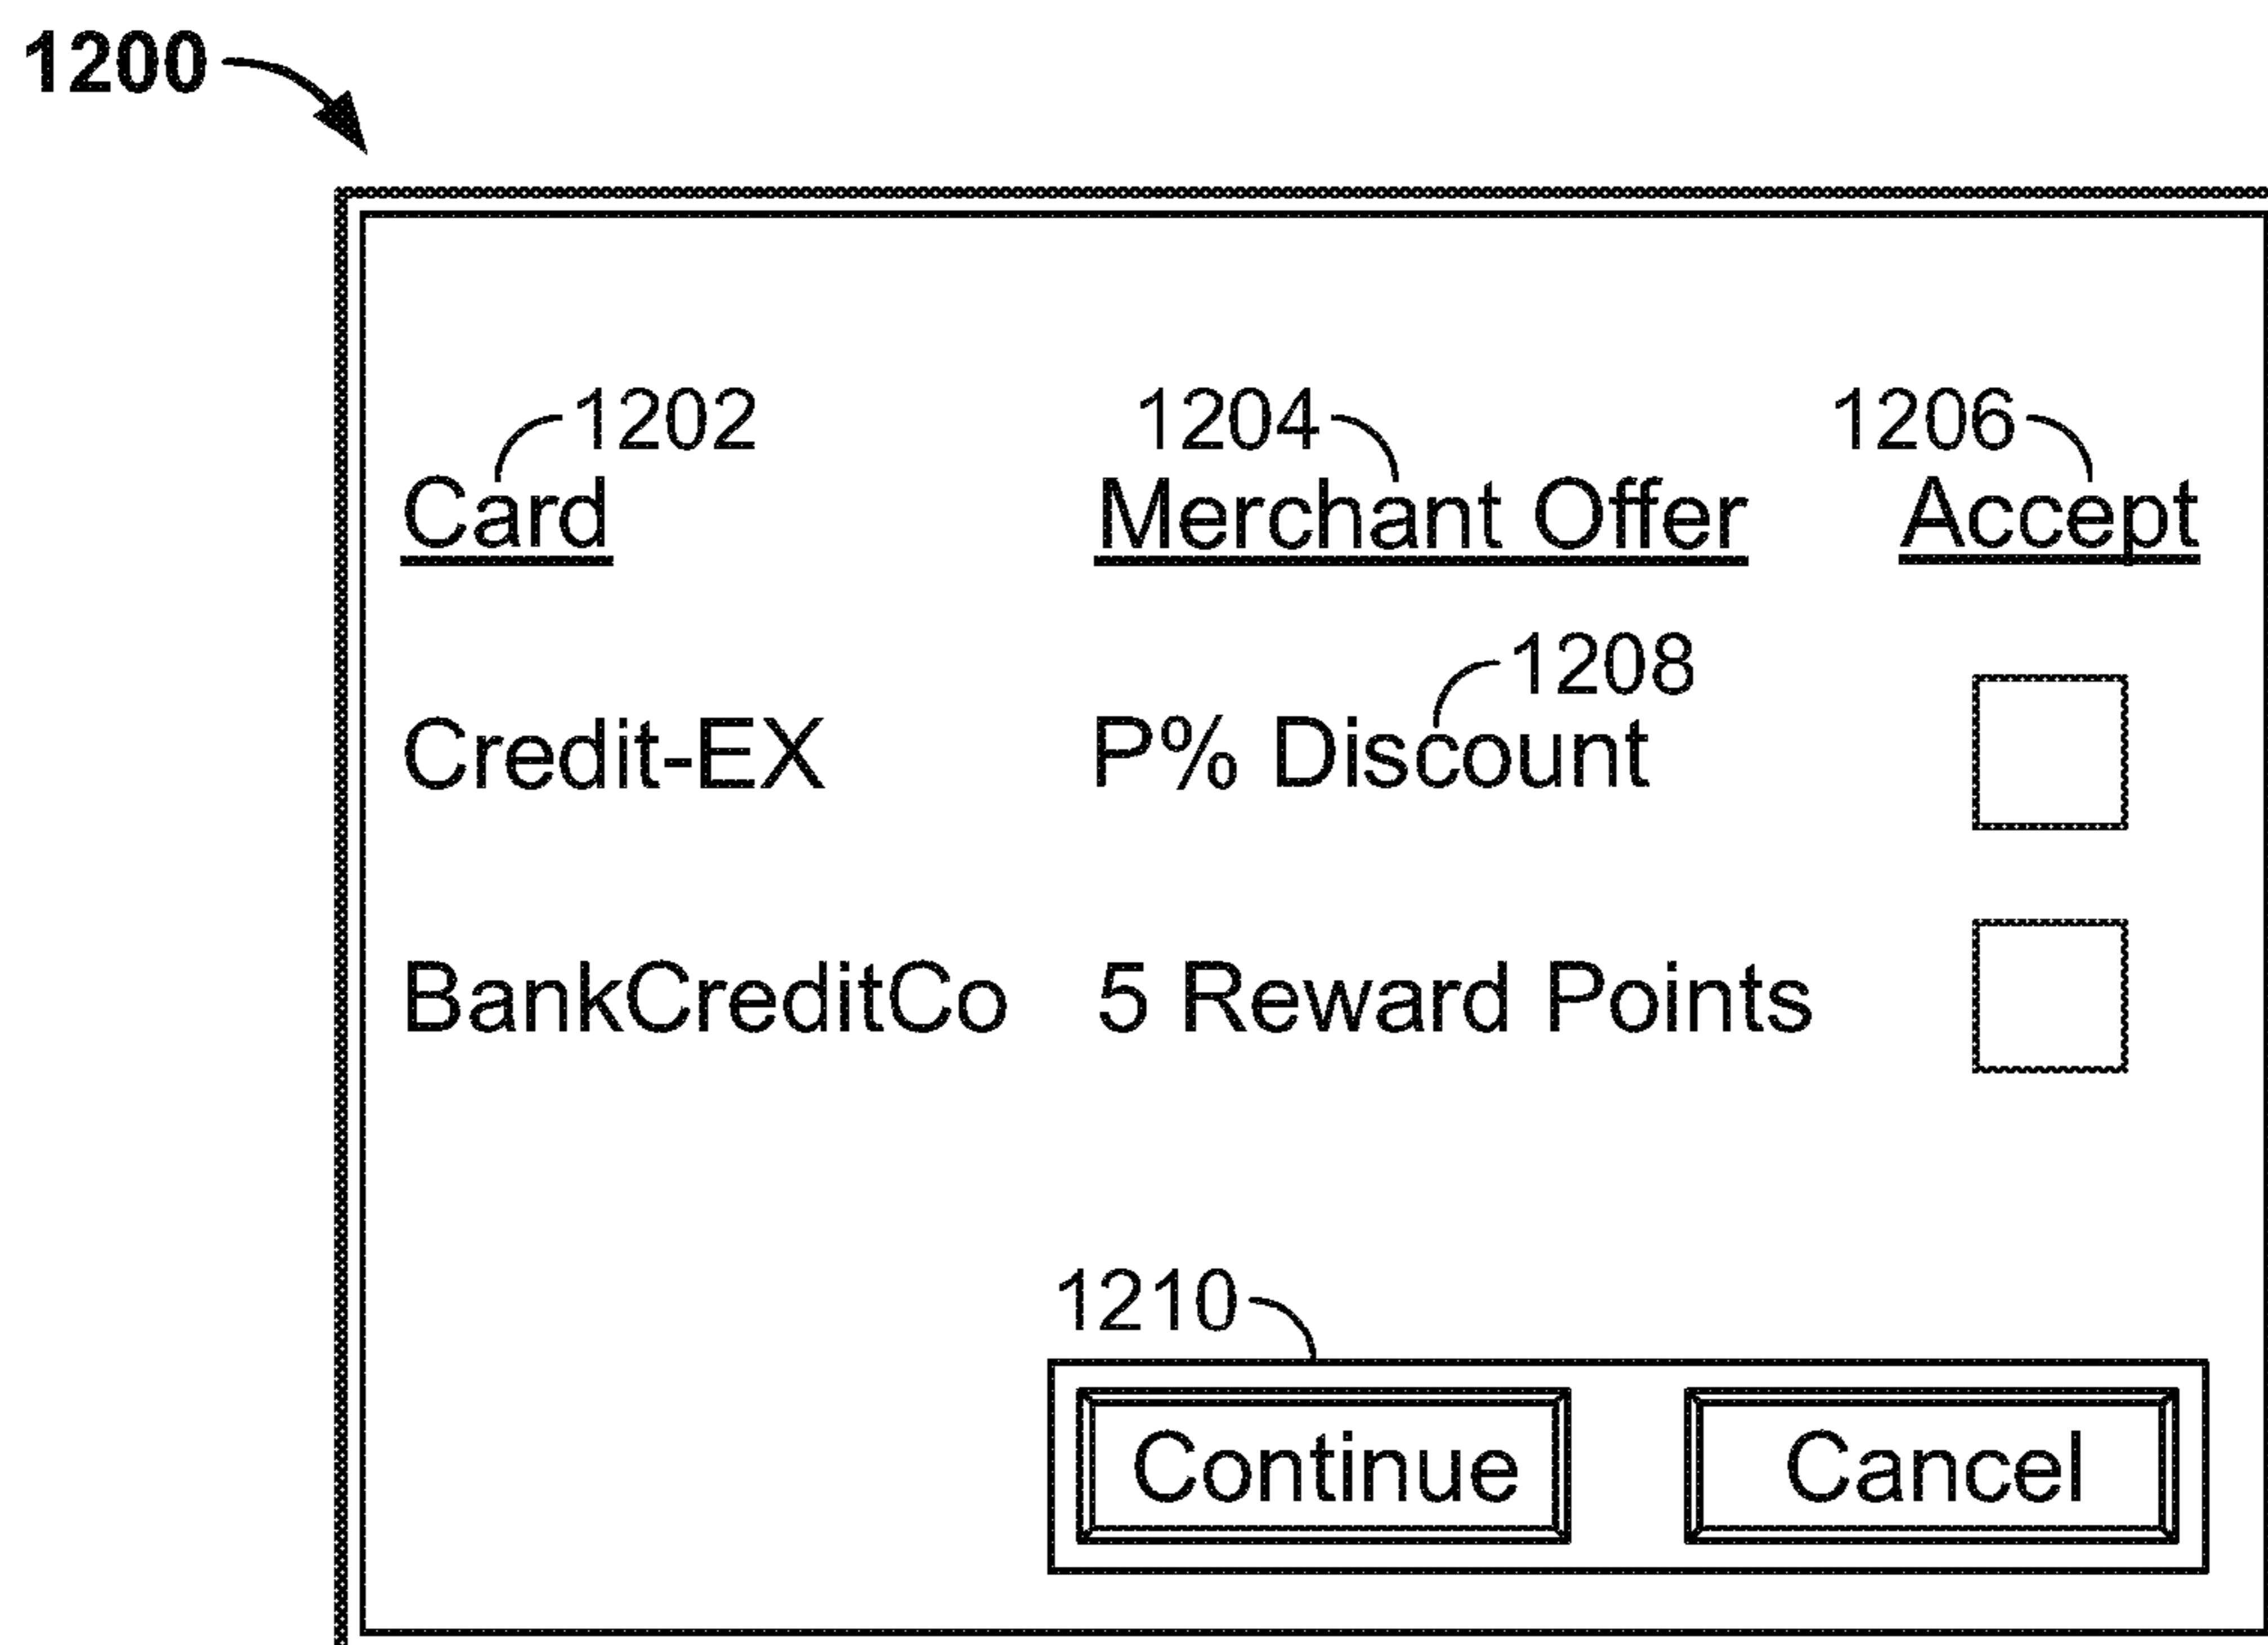 1200
1202 1204 1206
Card Merchant Offer Accept
1208
Credit-EX P% Discount
BankCreditCo 5 Reward Points
1210
Continue Cancel